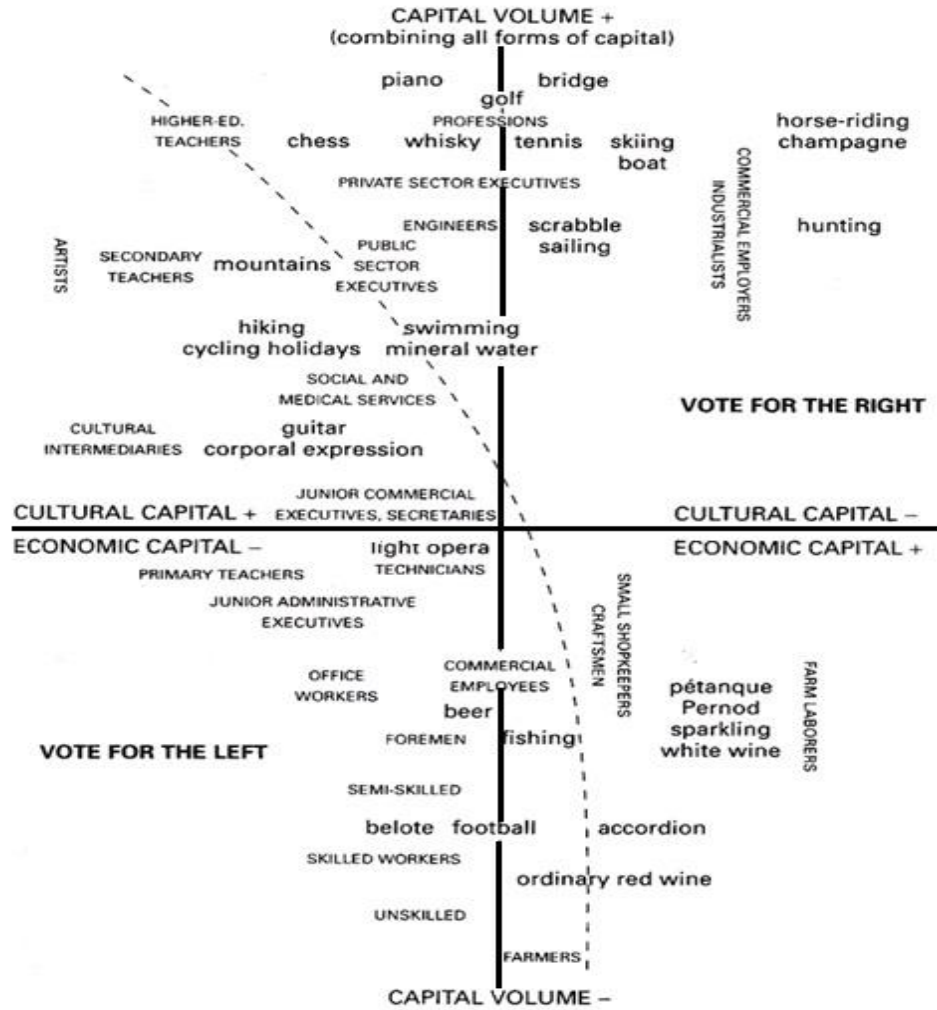 CAPITAL VOLUME +
(combining all forms of capital)
piano
bridge
golf
HIGHER-ED.
TEACHERS
chess
PROFESSIONS
whisky
tennis
skiing
boat
horse-riding
champagne
PRIVATE SECTOR EXECUTIVES
COMMERCIAL EMPLOYERS
INDUSTRIALISTS
ENGINEERS
scrabble
sailing
hunting
ARTISTS
SECONDARY
TEACHERS
mountains
PUBLIC
SECTOR
EXECUTIVES
hiking
cycling holidays
swimming
mineral water
SOCIAL AND
MEDICAL SERVICES
VOTE FOR THE RIGHT
CULTURAL
INTERMEDIARIES
guitar
corporal expression
JUNIOR COMMERCIAL
EXECUTIVES, SECRETARIES
CULTURAL CAPITAL +
CULTURAL CAPITAL –
ECONOMIC CAPITAL –
ECONOMIC CAPITAL +
light opera
TECHNICIANS
PRIMARY TEACHERS
JUNIOR ADMINISTRATIVE
EXECUTIVES
SMALL SHOPKEEPERS
CRAFTSMEN
OFFICE
WORKERS
COMMERCIAL
EMPLOYEES
beer
pétanque
Pernod
sparkling
white wine
FARM LABORERS
VOTE FOR THE LEFT
FOREMEN
fishing
SEMI-SKILLED
belote
football
accordion
SKILLED WORKERS
ordinary red wine
UNSKILLED
FARMERS
CAPITAL VOLUME –